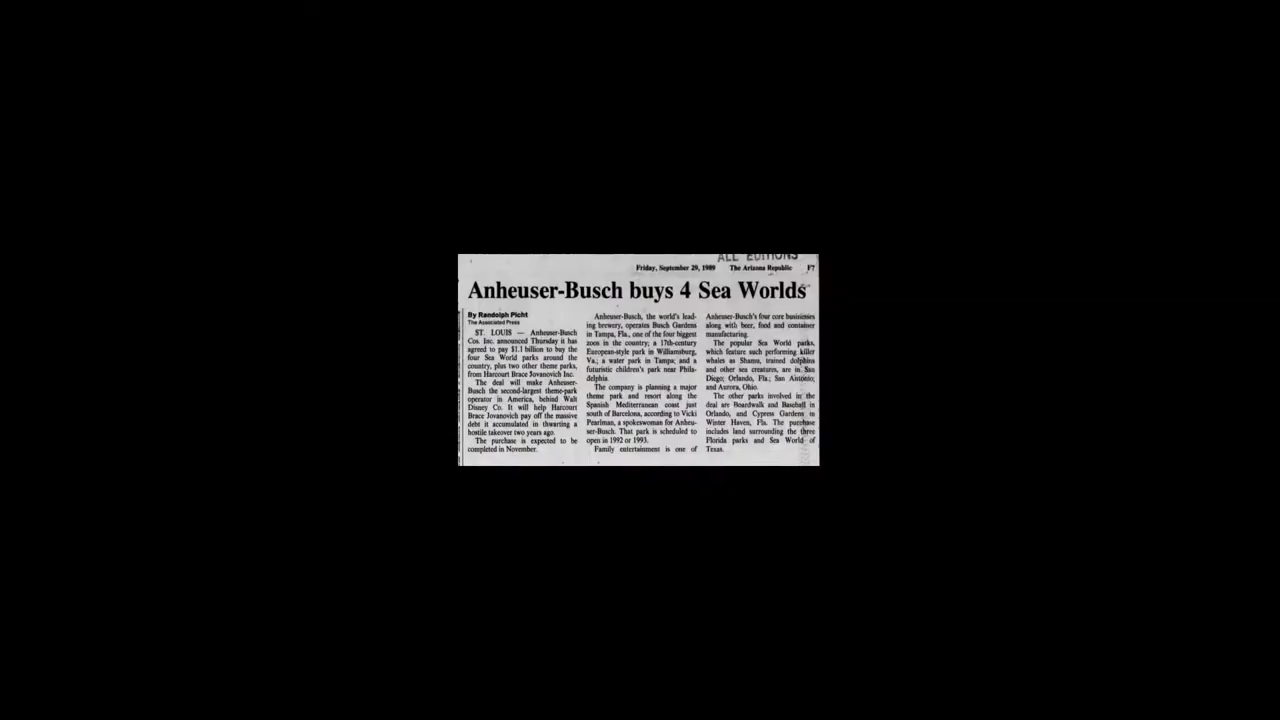 ALL EDITIONS
Friday, September 29, 1989 The Arizona Republic F7
Anheuser-Busch buys 4 Sea Worlds
By Randolph Picht
The Associated Press
ST. LOUIS — Anheuser-Busch
Cos. Inc. announced Thursday it has
agreed to pay $1.1 billion to buy the
four Sea World parks around the
country, plus two other theme parks,
from Harcourt Brace Jovanovich Inc.
The deal will make Anheuser-
Busch the second-largest theme-park
operator in America, behind Walt
Disney Co. It will help Harcourt
Brace Jovanovich pay off the massive
debt it accumulated in thwarting a
hostile takeover two years ago.
The purchase is expected to be
completed in November.
Anheuser-Busch, the world's lead-
ing brewery, operates Busch Gardens
in Tampa, Fla., one of the four biggest
zoos in the country; a 17th-century
European-style park in Williamsburg,
Va.; a water park in Tampa; and a
futuristic children's park near Phila-
delphia.
The company is planning a major
theme park and resort along the
Spanish Mediterranean coast just
south of Barcelona, according to Vicki
Pearlman, a spokeswoman for Anheu-
ser-Busch. That park is scheduled to
open in 1992 or 1993.
Family entertainment is one of
Anheuser-Busch's four core businesses
along with beer, food and container
manufacturing.
The popular Sea World parks,
which feature such performing killer
whales as Shamu, trained dolphins
and other sea creatures, are in San
Diego; Orlando, Fla.; San Antonio;
and Aurora, Ohio.
The other parks involved in the
deal are Boardwalk and Baseball in
Orlando, and Cypress Gardens in
Winter Haven, Fla. The purchase
includes land surrounding the three
Florida parks and Sea World of
Texas.